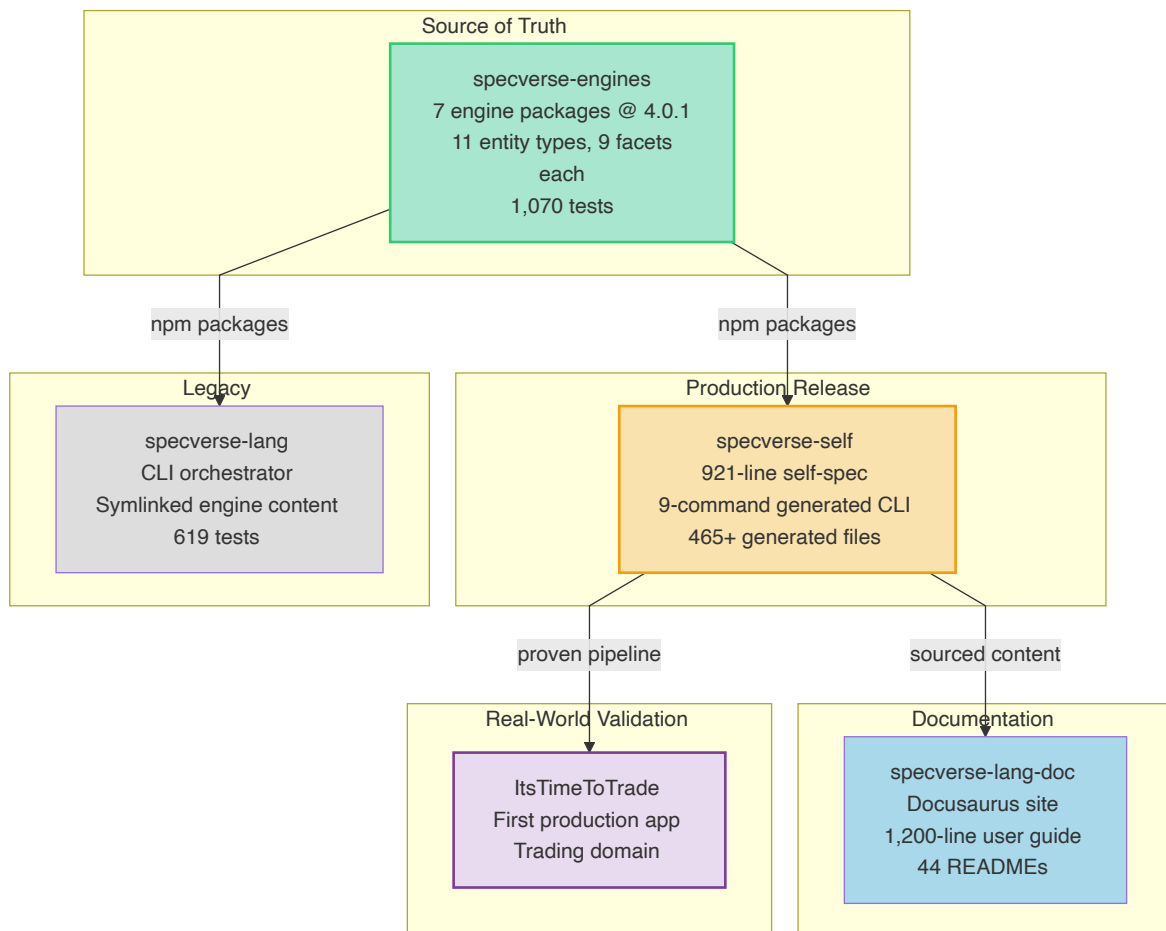 Source of Truth
specverse-engines
7 engine packages @ 4.0.1
11 entity types, 9 facets
each
1,070 tests
npm packages
npm packages
Legacy
specverse-lang
CLI orchestrator
Symlinked engine content
619 tests
Production Release
specverse-self
921-line self-spec
9-command generated CLI
465+ generated files
proven pipeline
sourced content
Real-World Validation
ItsTimeToTrade
First production app
Trading domain
Documentation
specverse-lang-doc
Docusaurus site
1,200-line user guide
44 READMEs